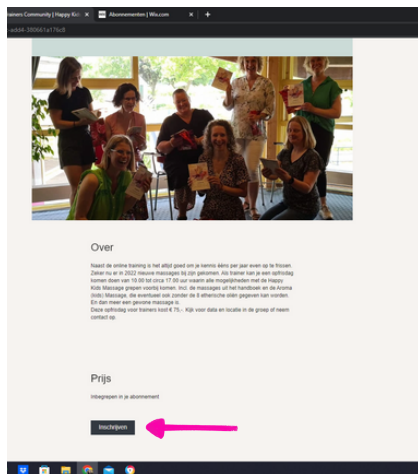 ainers Community | Happy Kid
Abonnementen | Wix.com
-add4-380661a176c8
Over
Naast de online training is het altijd goed om je kennis ééns per jaar even op te frissen.
Zeker nu er in 2022 nieuwe massages bij zijn gekomen. Als trainer kan je een opfrisdag
komen doen van 10.00 tot circa 17.00 uur waarin alle mogelijkheden met de Happy
Kids Massage grepen voorbij komen. Incl. de massages uit het handboek en de Aroma
(kids) Massage, die eventueel ook zonder de 8 etherische oliën gegeven kan worden.
En dan meer een gewone massage is.
Deze opfrisdag voor trainers kost € 75,-. Kijk voor data en locatie in de groep of neem
contact op.
Prijs
Inbegrepen in je abonnement
Inschrijven